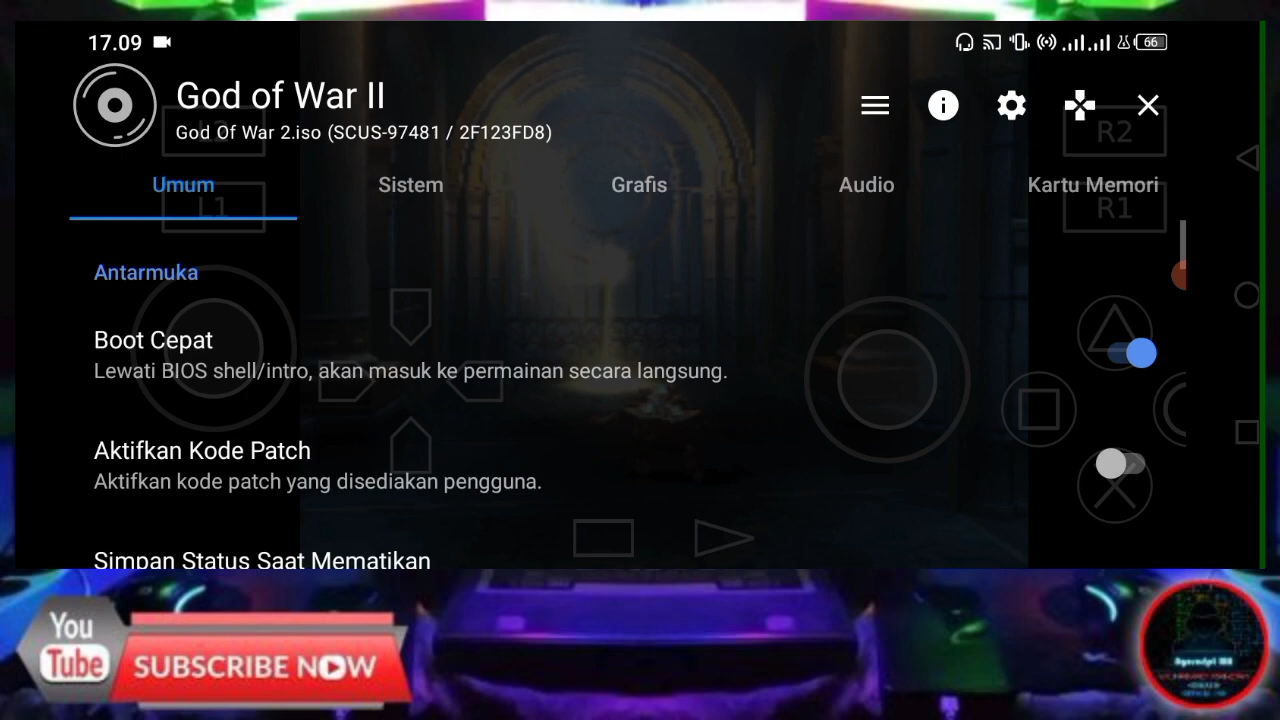 17.09
66
God of War II
God Of War 2.iso (SCUS-97481 / 2F123FD8)
L2
R2
Umum
Sistem
Grafis
Audio
Kartu Memori
L1
R1
Antarmuka
Boot Cepat
Lewati BIOS shell/intro, akan masuk ke permainan secara langsung.
Aktifkan Kode Patch
Aktifkan kode patch yang disediakan pengguna.
Simpan Status Saat Mematikan
You
Tube
SUBSCRIBE NOW